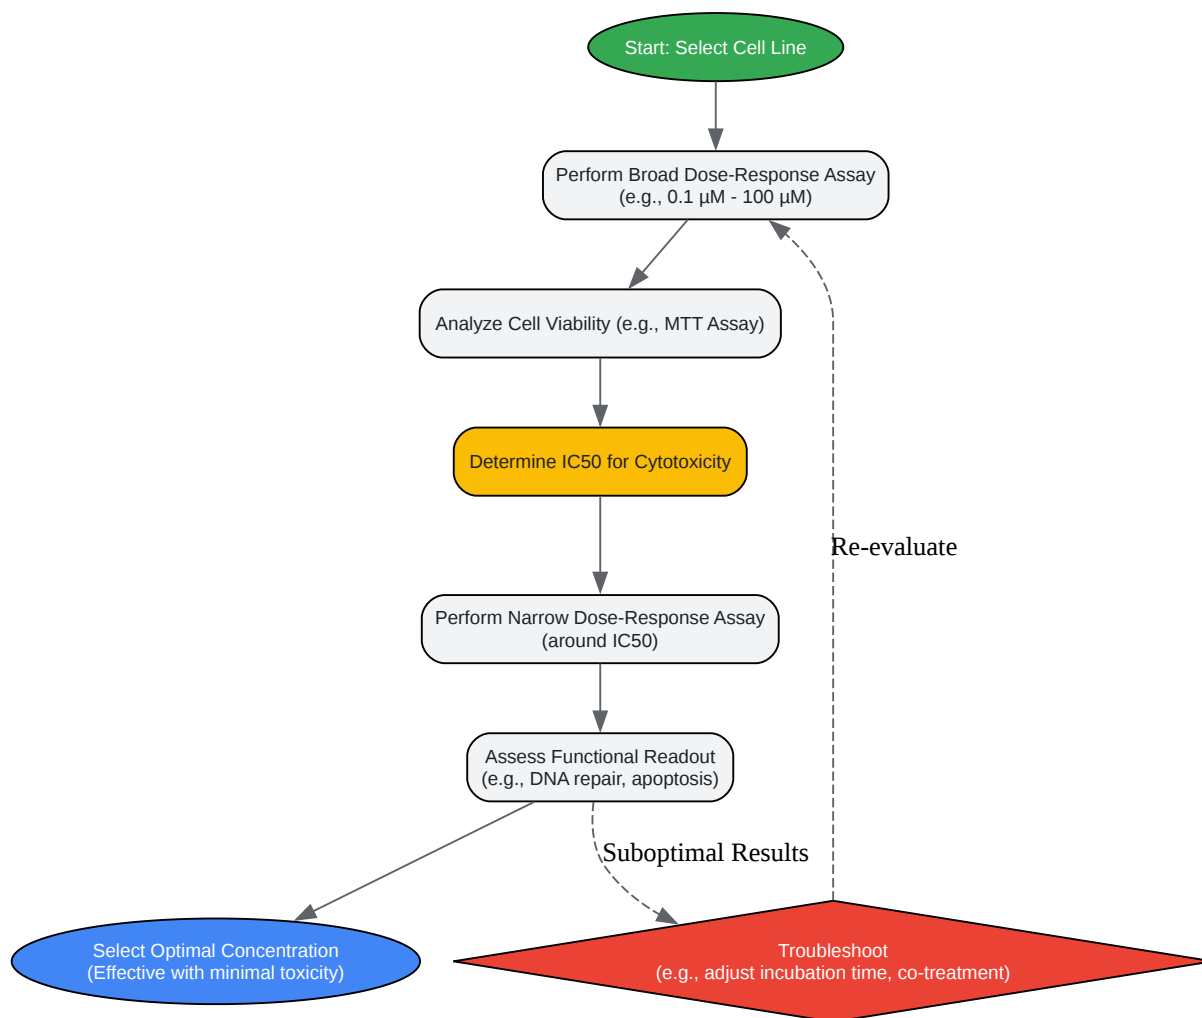 Start: Select Cell Line
Perform Broad Dose-Response Assay
(e.g., 0.1 µM - 100 µM)
Analyze Cell Viability (e.g., MTT Assay)
Determine IC50 for Cytotoxicity
Re-evaluate
Perform Narrow Dose-Response Assay
(around IC50)
Assess Functional Readout
(e.g., DNA repair, apoptosis)
Suboptimal Results
Select Optimal Concentration
(Effective with minimal toxicity)
Troubleshoot
(e.g., adjust incubation time, co-treatment)